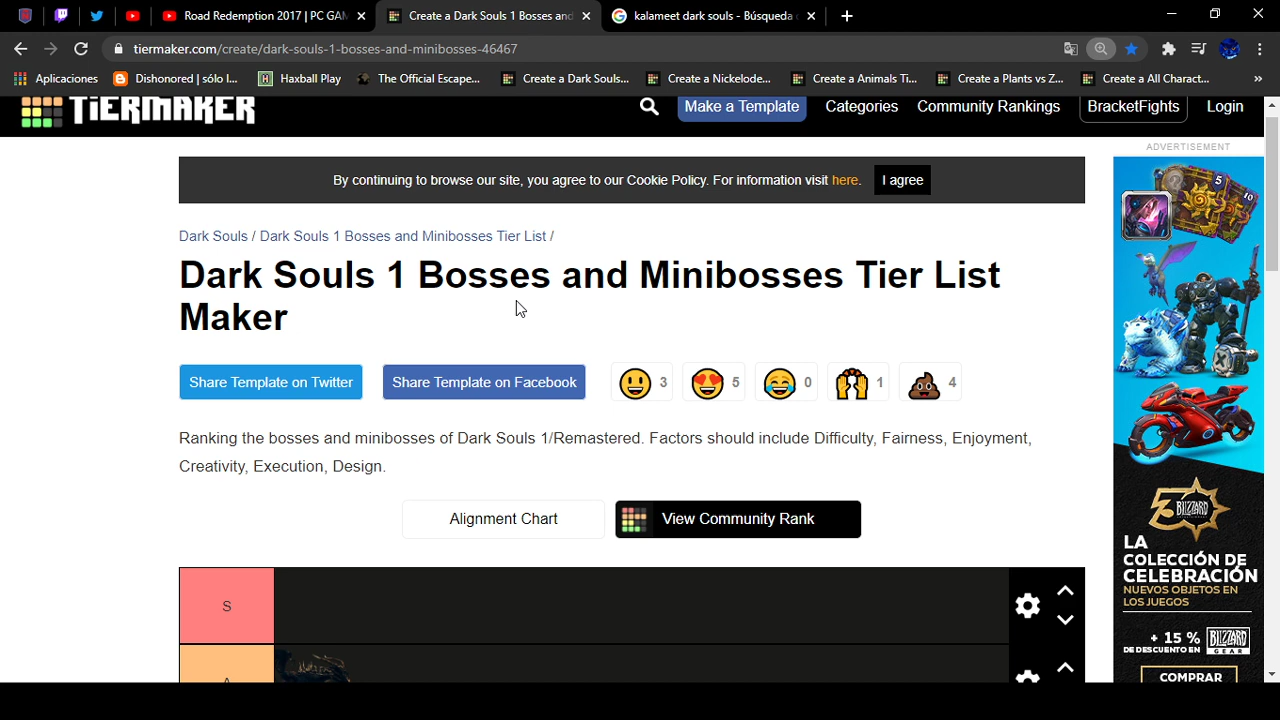 Road Redemption 2017 | PC GAM
Create a Dark Souls 1 Bosses and
kalameet dark souls - Búsqueda
tiermaker.com/create/dark-souls-1-bosses-and-minibosses-46467
Aplicaciones
Dishonored | sólo l...
Haxball Play
The Official Escape...
Create a Dark Souls...
Create a Nickelode...
Create a Animals Ti...
Create a Plants vs Z...
Create a All Charact...
TIERMAKER
Make a Template
Categories
Community Rankings
BracketFights
Login
ADVERTISEMENT
By continuing to browse our site, you agree to our Cookie Policy. For information visit here.
I agree
Dark Souls / Dark Souls 1 Bosses and Minibosses Tier List /
Dark Souls 1 Bosses and Minibosses Tier List
Maker
Share Template on Twitter
Share Template on Facebook
3
5
0
1
4
Ranking the bosses and minibosses of Dark Souls 1/Remastered. Factors should include Difficulty, Fairness, Enjoyment,
Creativity, Execution, Design.
Alignment Chart
View Community Rank
S
A
5
10
BLIZZARD
LA
COLECCIÓN DE
CELEBRACIÓN
NUEVOS OBJETOS EN
LOS JUEGOS
+ 15 %
DE DESCUENTO EN
BLIZZARD
GEAR
COMPRAR